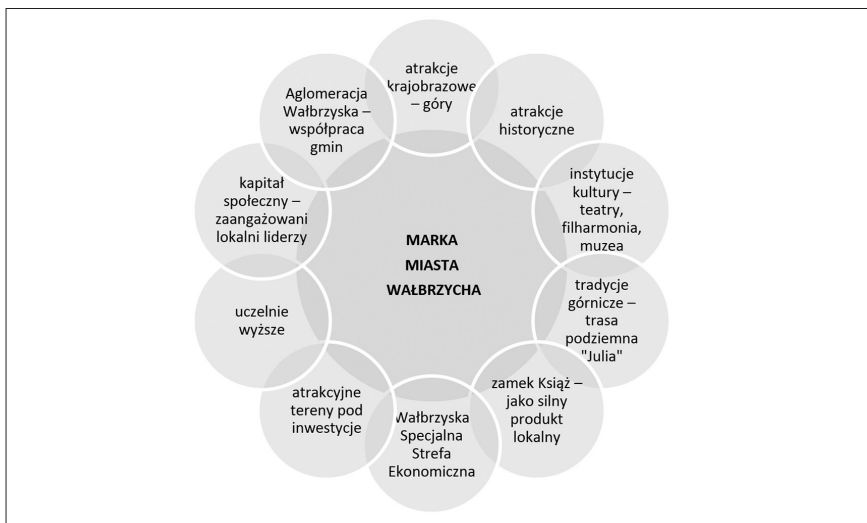 atrakcje
krajobrazowe
– góry
atrakcje
historyczne
instytucje
kultury –
teatry,
filharmonia,
muzea
tradycje
górnicze –
trasa
podziemna
"Julia"
zamek Książ –
jako silny
produkt
lokalny
Wałbrzyska
Specjalna
Strefa
Ekonomiczna
atrakcyjne
tereny pod
inwestycje
uczelnie
wyższe
kapitał
społeczny –
zaangażowani
lokalni liderzy
Aglomeracja
Wałbrzyska –
współpraca
gmin
MARKA
MIASTA
WAŁBRZYCHA